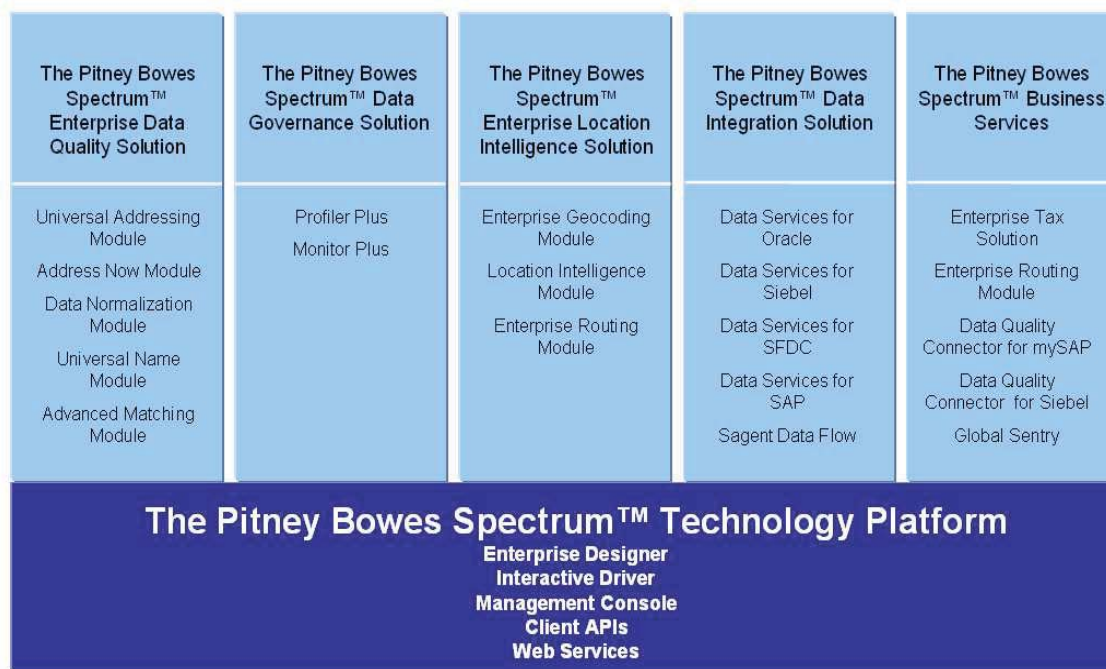 The Pitney Bowes
Spectrum™
Enterprise Data
Quality Solution
Universal Addressing
Module
Address Now Module
Data Normalization
Module
Universal Name
Module
Advanced Matching
Module
The Pitney Bowes
Spectrum™ Data
Governance Solution
Profiler Plus
Monitor Plus
The Pitney Bowes
Spectrum™
Enterprise Location
Intelligence Solution
Enterprise Geocoding
Module
Location Intelligence
Module
Enterprise Routing
Module
The Pitney Bowes
Spectrum™ Data
Integration Solution
Data Services for
Oracle
Data Services for
Siebel
Data Services for
SFDC
Data Services for
SAP
Sagent Data Flow
The Pitney Bowes
Spectrum™ Business
Services
Enterprise Tax
Solution
Enterprise Routing
Module
Data Quality
Connector for mySAP
Data Quality
Connector for Siebel
Global Sentry
The Pitney Bowes Spectrum™ Technology Platform
Enterprise Designer
Interactive Driver
Management Console
Client APIs
Web Services